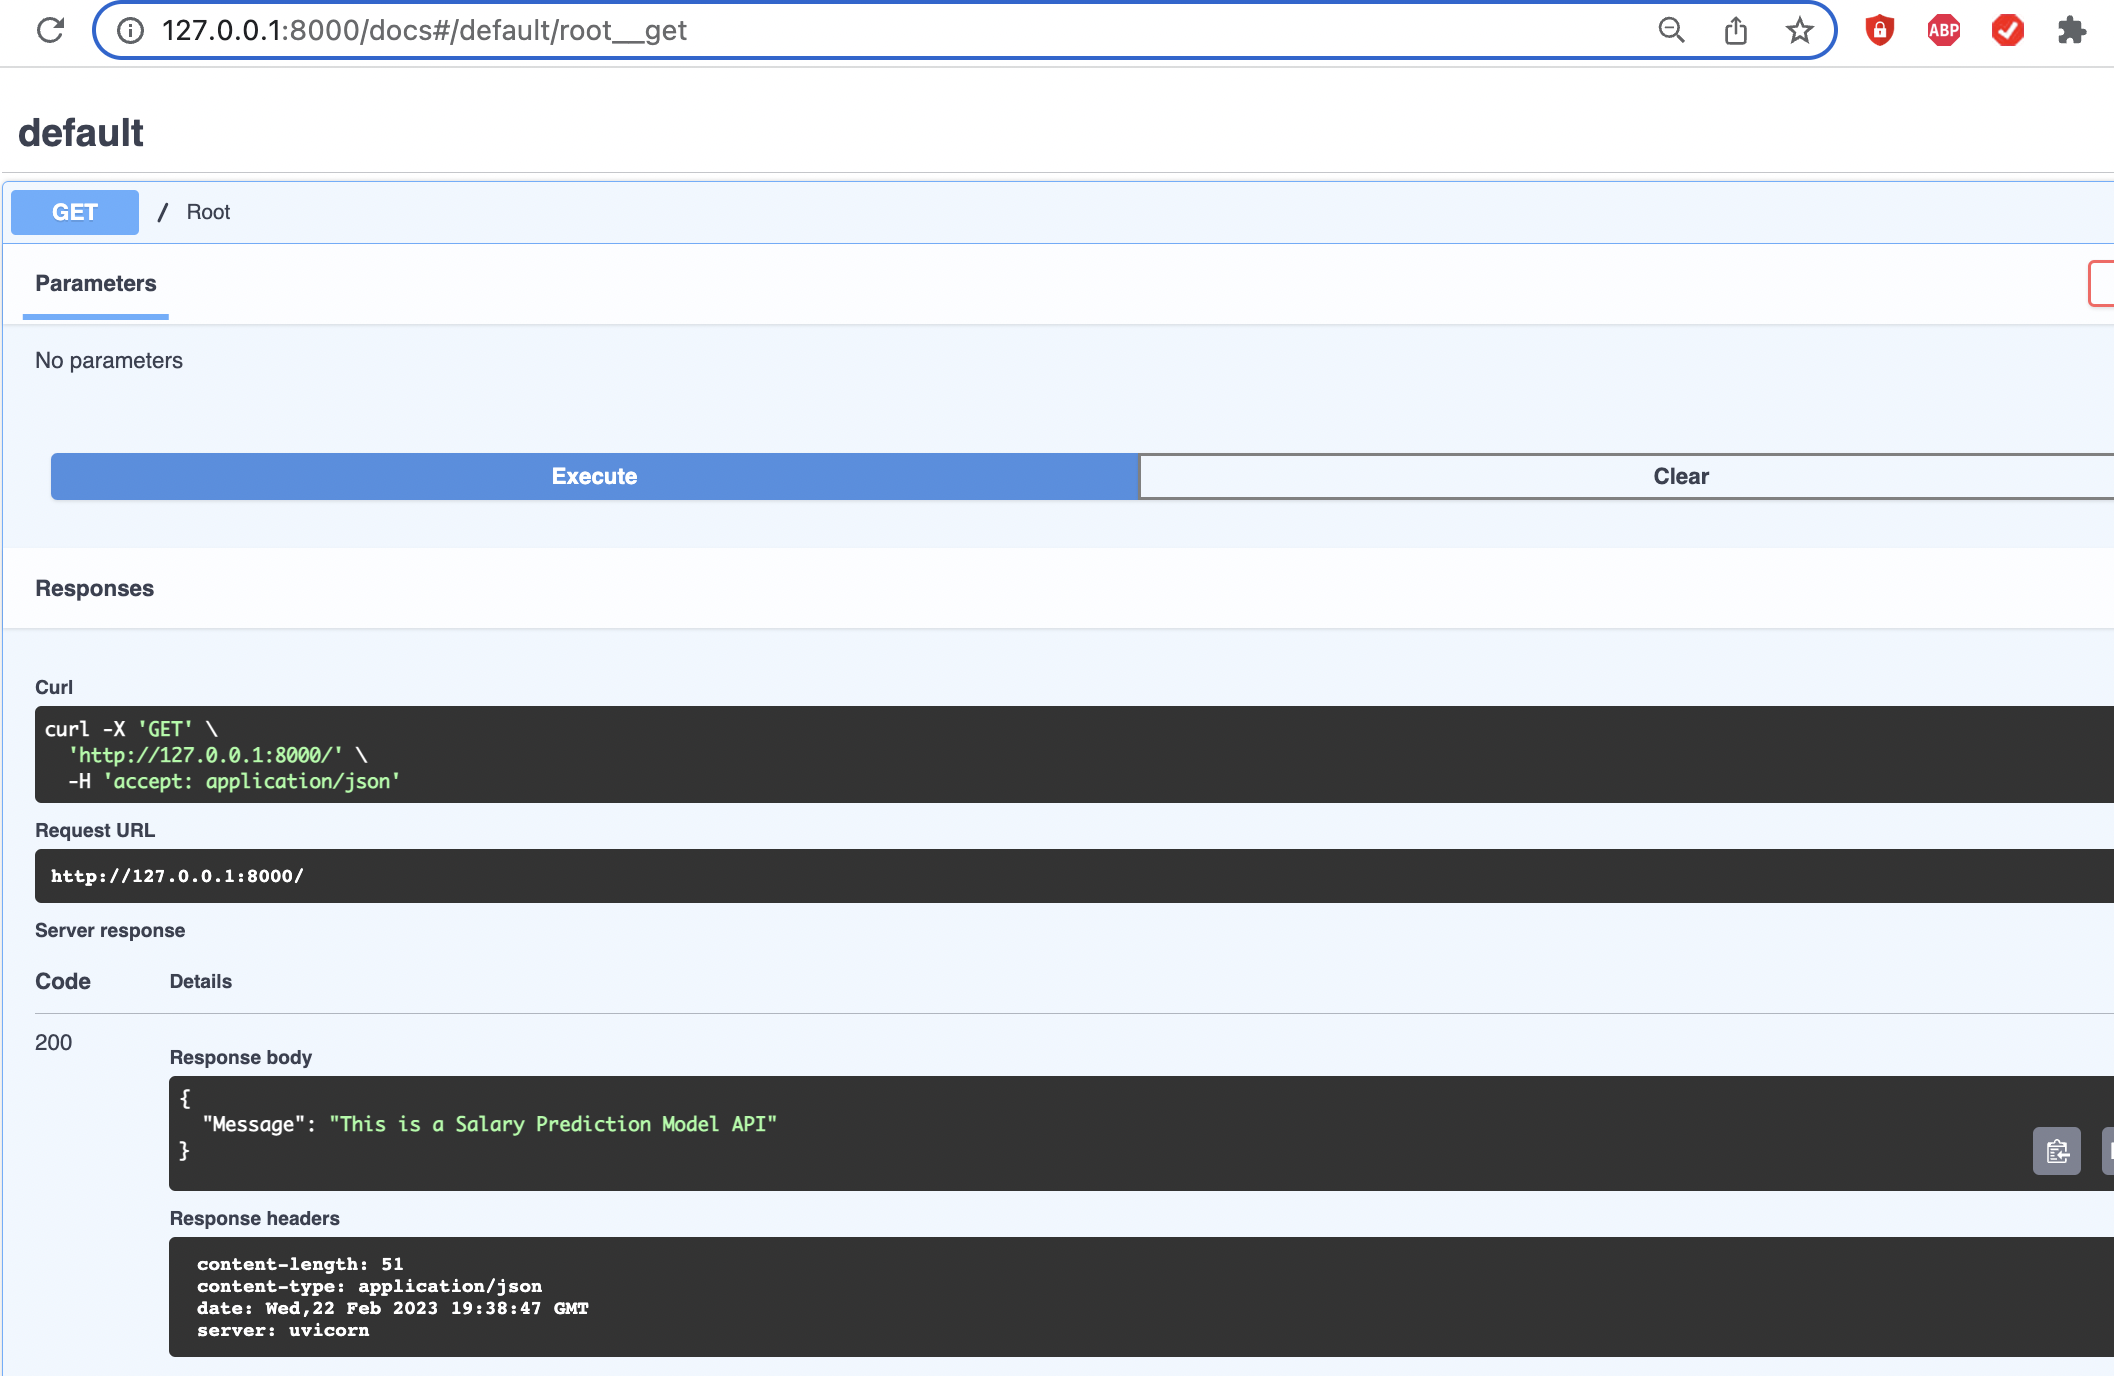 127.0.0.1:8000/docs#/default/root__get
ABP
default
GET / Root
Parameters
No parameters
Execute Clear
Responses
Curl
curl -X 'GET' \
'http://127.0.0.1:8000/' \
-H 'accept: application/json'
Request URL
http://127.0.0.1:8000/
Server response
Code Details
200
Response body
{
"Message": "This is a Salary Prediction Model API"
}
Response headers
content-length: 51
content-type: application/json
date: Wed,22 Feb 2023 19:38:47 GMT
server: uvicorn